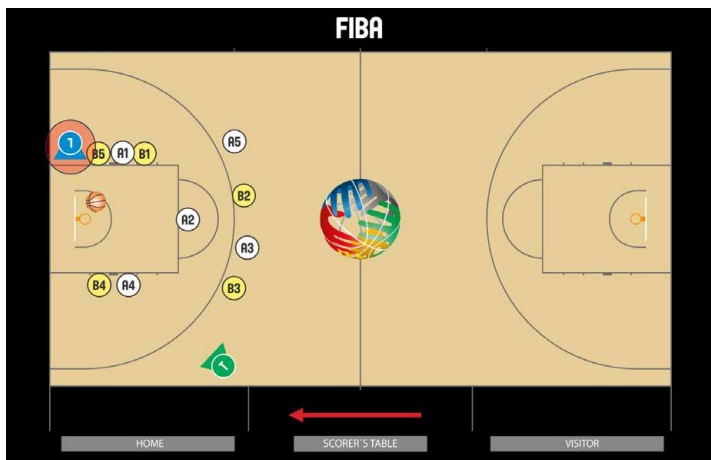 FIBA
A5
1
B5 A1 B1
B2
A2
A3
B4 A4
B3
T
HOME
SCORER'S TABLE
VISITOR